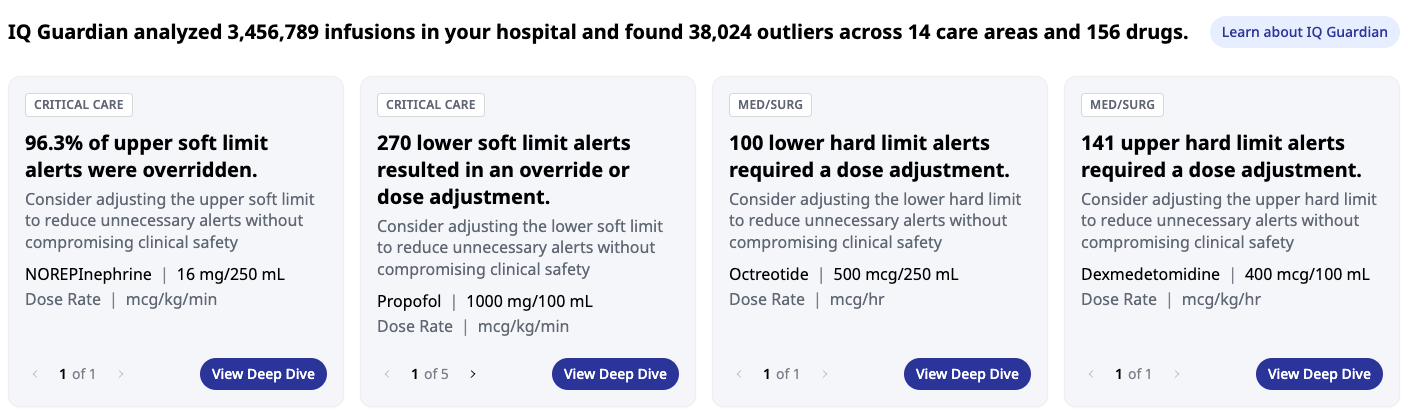 IQ Guardian analyzed 3,456,789 infusions in your hospital and found 38,024 outliers across 14 care areas and 156 drugs.
Learn about IQ Guardian
CRITICAL CARE
96.3% of upper soft limit
alerts were overridden.
Consider adjusting the upper soft limit
to reduce unnecessary alerts without
compromising clinical safety
NOREPInephrine | 16 mg/250 mL
Dose Rate | mcg/kg/min
1 of 1
View Deep Dive
CRITICAL CARE
270 lower soft limit alerts
resulted in an override or
dose adjustment.
Consider adjusting the lower soft limit
to reduce unnecessary alerts without
compromising clinical safety
Propofol | 1000 mg/100 mL
Dose Rate | mcg/kg/min
1 of 5
View Deep Dive
MED/SURG
100 lower hard limit alerts
required a dose adjustment.
Consider adjusting the lower hard limit
to reduce unnecessary alerts without
compromising clinical safety
Octreotide | 500 mcg/250 mL
Dose Rate | mcg/hr
1 of 1
View Deep Dive
MED/SURG
141 upper hard limit alerts
required a dose adjustment.
Consider adjusting the upper hard limit
to reduce unnecessary alerts without
compromising clinical safety
Dexmedetomidine | 400 mcg/100 mL
Dose Rate | mcg/kg/hr
1 of 1
View Deep Dive